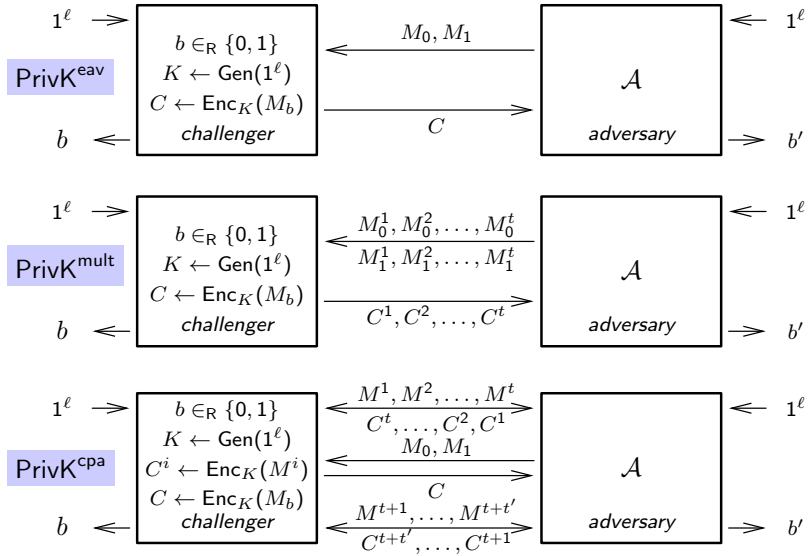 1^ℓ
b ∈_R {0, 1}
M_0, M_1
1^ℓ
K ← Gen(1^ℓ)
PrivK^eav
A
C ← Enc_K(M_b)
C
b
challenger
adversary
b′
1^ℓ
b ∈_R {0, 1}
M_0^1, M_0^2, . . . , M_0^t
1^ℓ
M_1^1, M_1^2, . . . , M_1^t
K ← Gen(1^ℓ)
PrivK^mult
A
C ← Enc_K(M_b)
C^1, C^2, . . . , C^t
b
challenger
adversary
b′
1^ℓ
b ∈_R {0, 1}
M^1, M^2, . . . , M^t
1^ℓ
C^t, . . . , C^2, C^1
K ← Gen(1^ℓ)
M_0, M_1
PrivK^cpa
C^i ← Enc_K(M^i)
A
C
C ← Enc_K(M_b)
M^{t+1}, . . . , M^{t+t′}
b
challenger
C^{t+t′}, . . . , C^{t+1}
adversary
b′